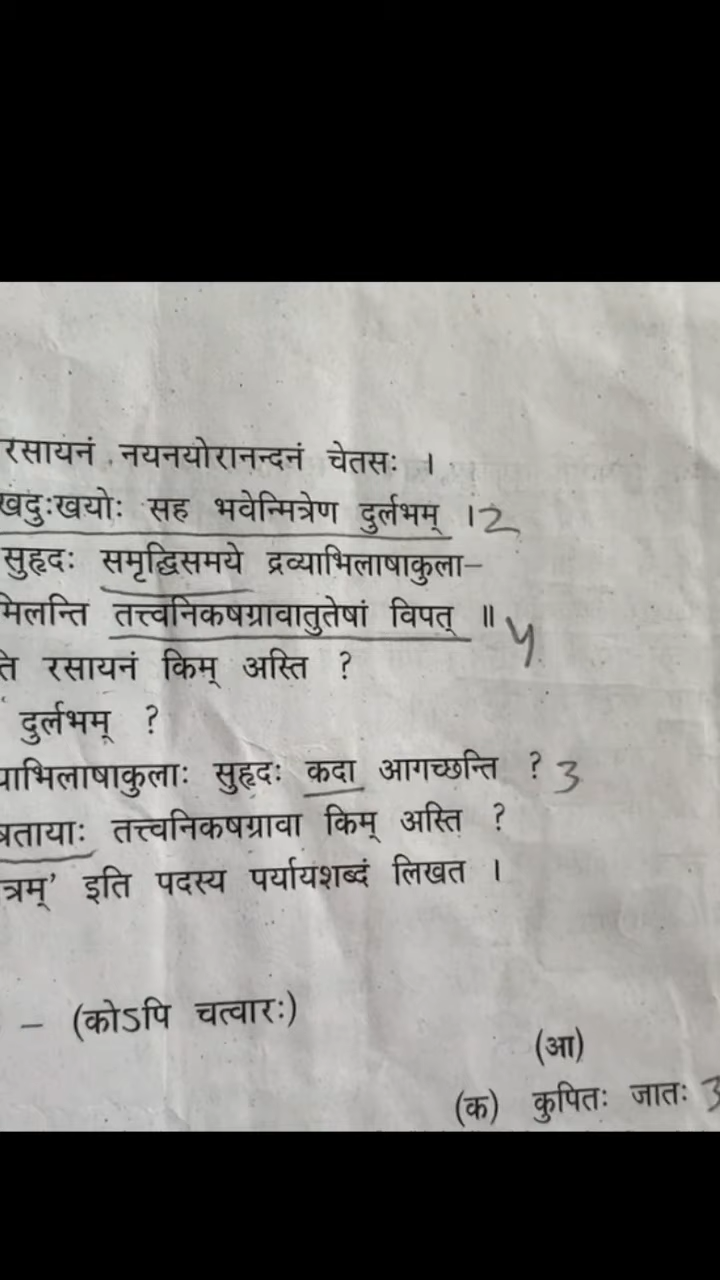 रसायनं नयनयोरानन्दनं चेतसः ।
खदुःखयोः सह भवेन्मित्रेण दुर्लभम् । 2
सुहृदः समृद्धिसमये द्रव्याभिलाषाकुला–
मिलन्ति तत्त्वनिकषग्रावातुतेषां विपत् ॥ 4
ति रसायनं किम् अस्ति ?
दुर्लभम् ?
याभिलाषाकुलाः सुहृदः कदा आगच्छन्ति ? 3
त्रतायाः तत्त्वनिकषग्रावा किम् अस्ति ?
त्रम्’ इति पदस्य पर्यायशब्दं लिखत ।
– (कोऽपि चत्वारः)
(आ)
(क) कुपितः जातः 3